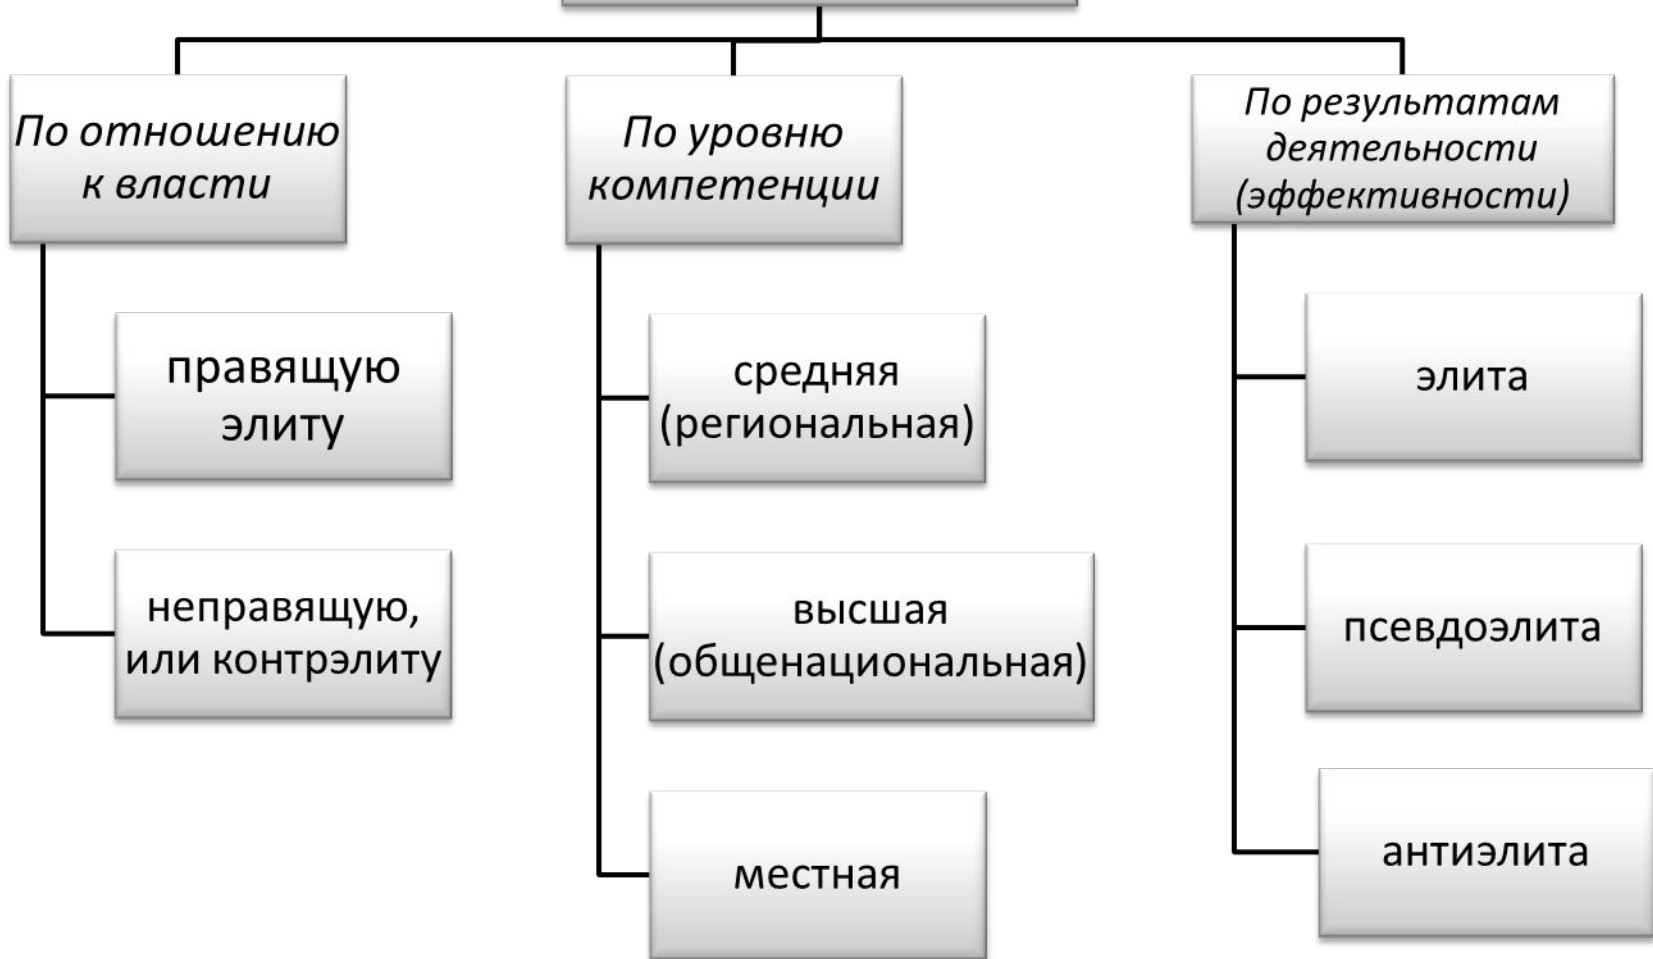 По отношению
к власти
правящую
элиту
неправящую,
или контрэлиту
По уровню
компетенции
средняя
(региональная)
высшая
(общенациональная)
местная
По результатам
деятельности
(эффективности)
элита
псевдоэлита
антиэлита